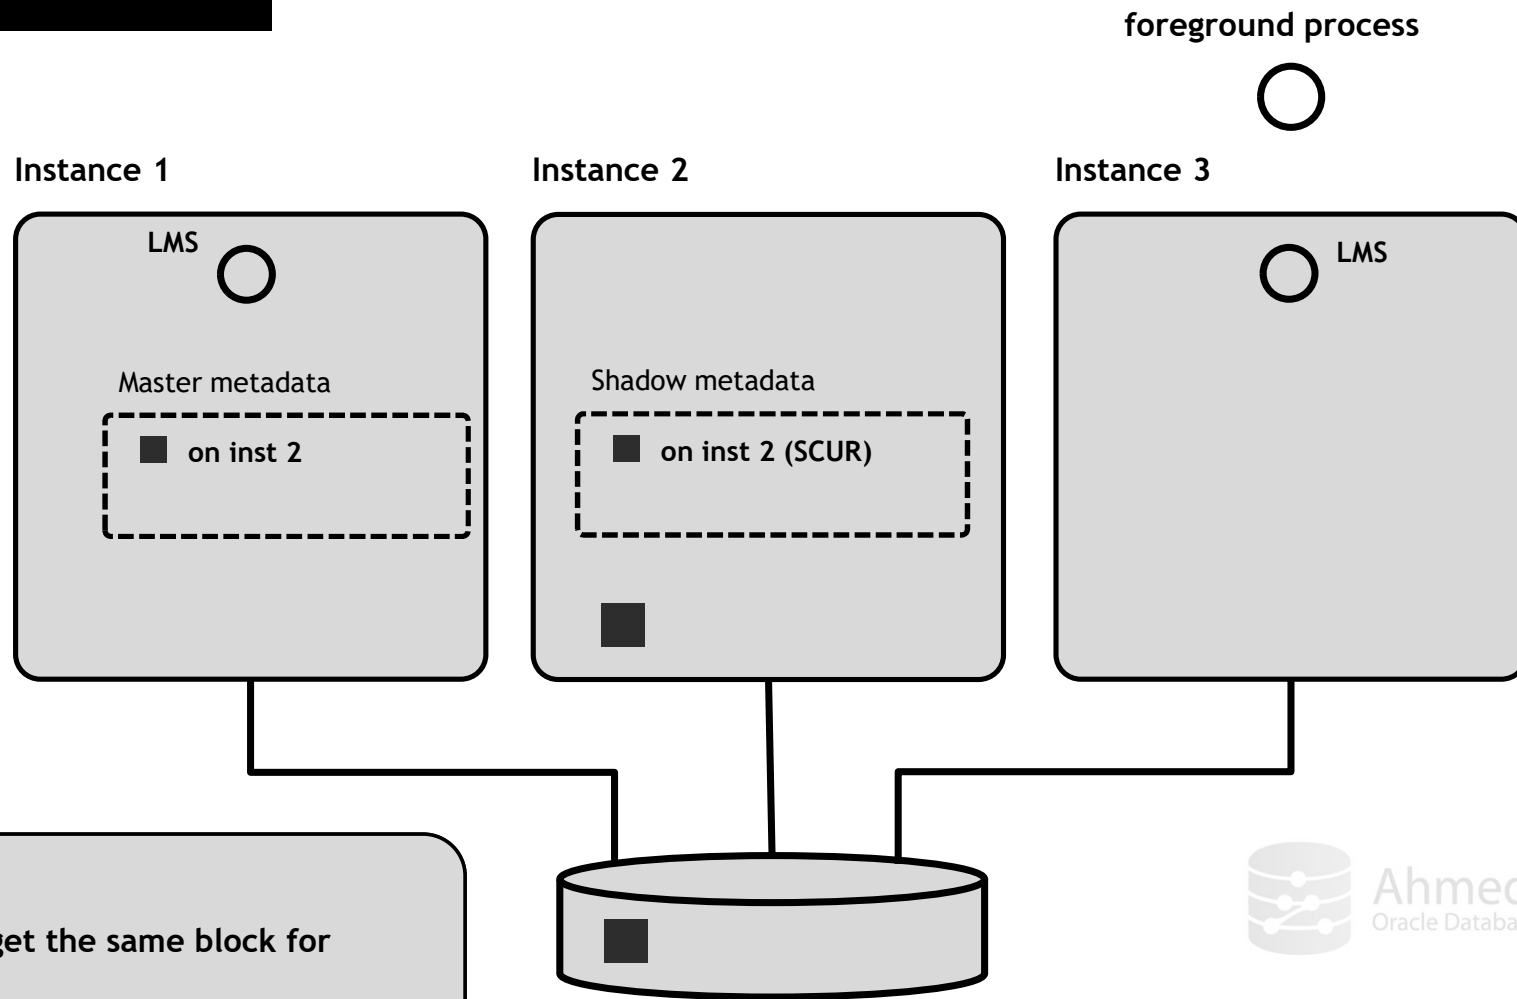 foreground process
Instance 1
Instance 2
Instance 3
LMS
LMS
Master metadata
Shadow metadata
on inst 2
on inst 2 (SCUR)
get the same block for
Oracle